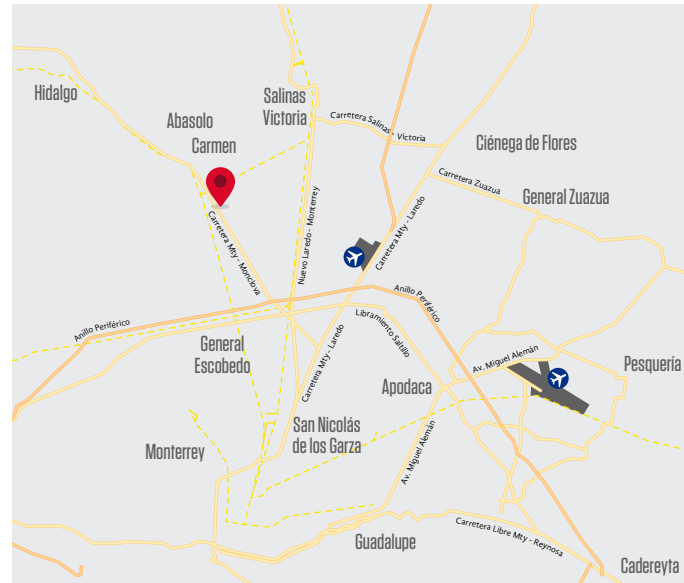 Hidalgo
Salinas
Victoria
Abasolo
Carmen
Carretera Salinas - Victoria
Ciénega de Flores
Carretera Zuazua
General Zuazua
Carretera Mty - Monclova
Nuevo Laredo - Monterrey
Carretera Mty - Laredo
Anillo Periférico
Anillo Periférico
Libramiento Saltillo
General
Escobedo
Carretera Mty - Laredo
Av. Miguel Alemán
Pesquería
Apodaca
San Nicolás
de los Garza
Monterrey
Av. Miguel Alemán
Carretera Libre Mty - Reynosa
Guadalupe
Cadereyta